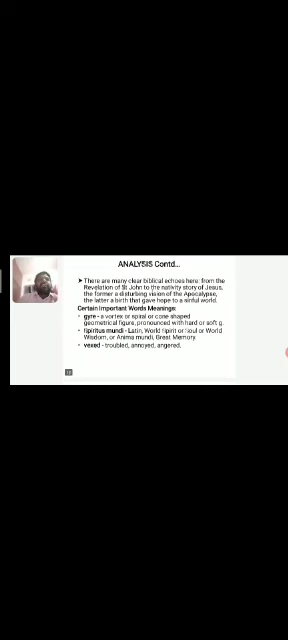 ANALYSIS Contd...
➤ There are many clear biblical echoes here: from the
Revelation of St John to the nativity story of Jesus,
the former a disturbing vision of the Apocalypse,
the latter a birth that gave hope to a sinful world.
Certain Important Words Meanings:
• gyre - a vortex or spiral or cone shaped
geometrical figure, pronounced with hard or soft g.
• Spiritus mundi - Latin, World Spirit or Soul or World
Wisdom, or Anima mundi, Great Memory.
• vexed - troubled, annoyed, angered.